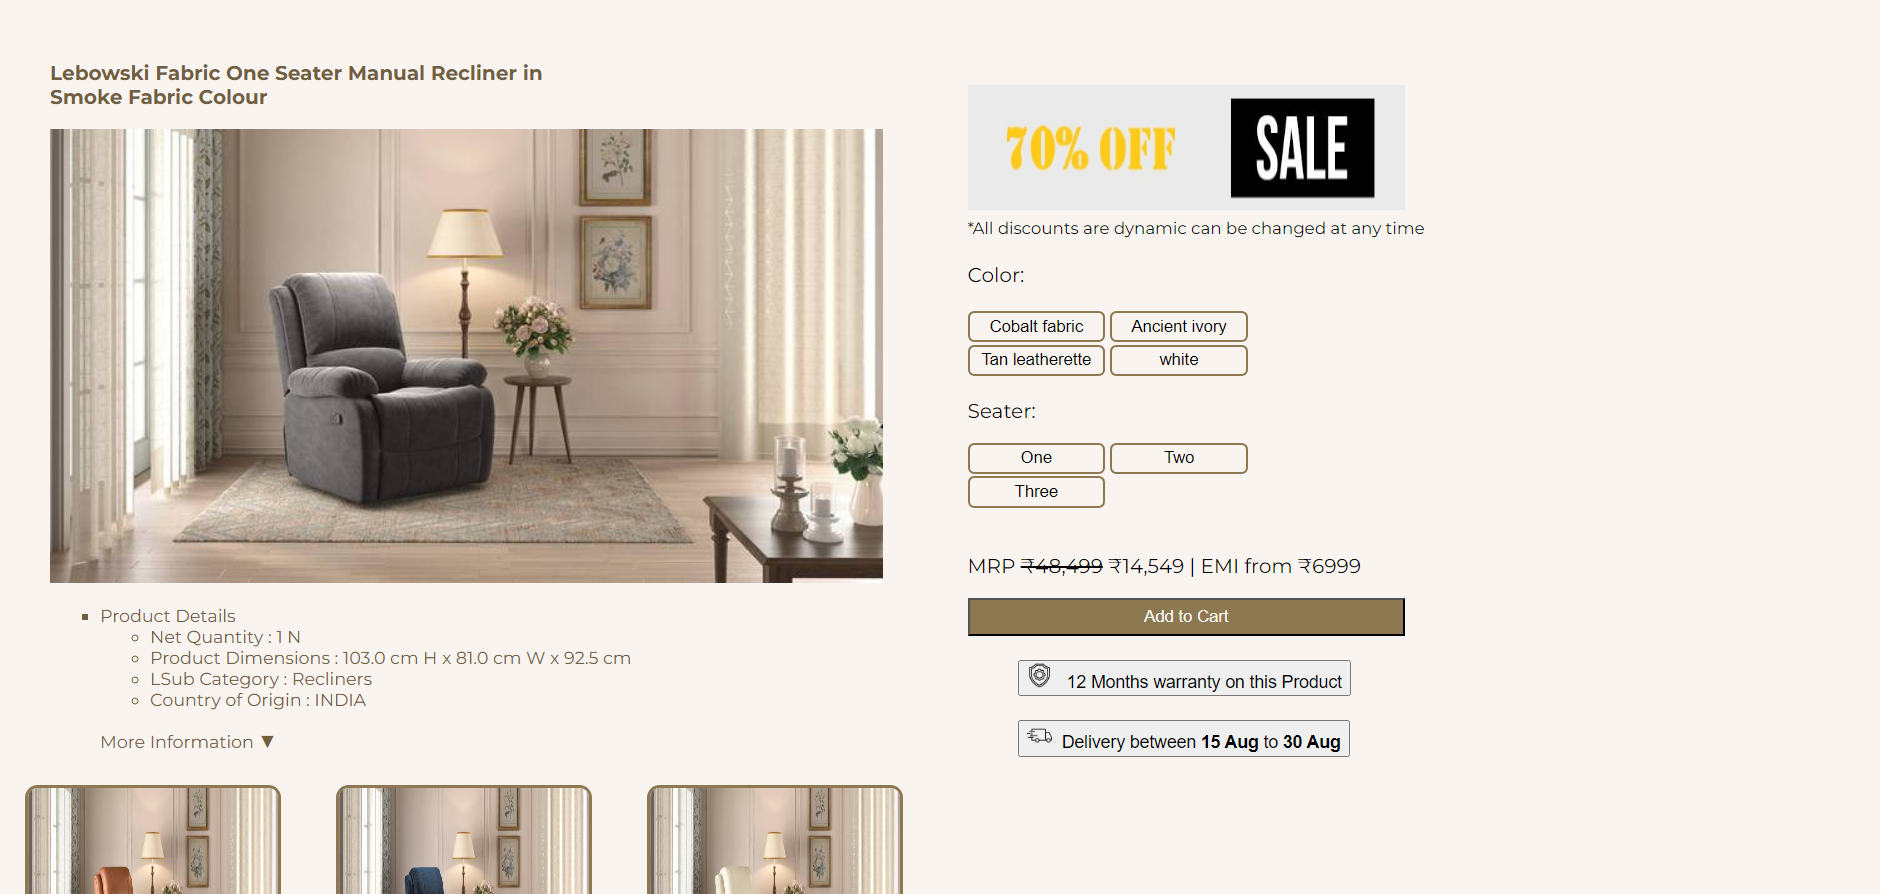 Lebowski Fabric One Seater Manual Recliner in
Smoke Fabric Colour
Product Details
Net Quantity : 1 N
Product Dimensions : 103.0 cm H x 81.0 cm W x 92.5 cm
LSub Category : Recliners
Country of Origin : INDIA
More Information ▼
70% OFF SALE
*All discounts are dynamic can be changed at any time
Color:
Cobalt fabric Ancient ivory
Tan leatherette white
Seater:
One Two
Three
MRP ₹48,499 ₹14,549 | EMI from ₹6999
Add to Cart
12 Months warranty on this Product
Delivery between 15 Aug to 30 Aug